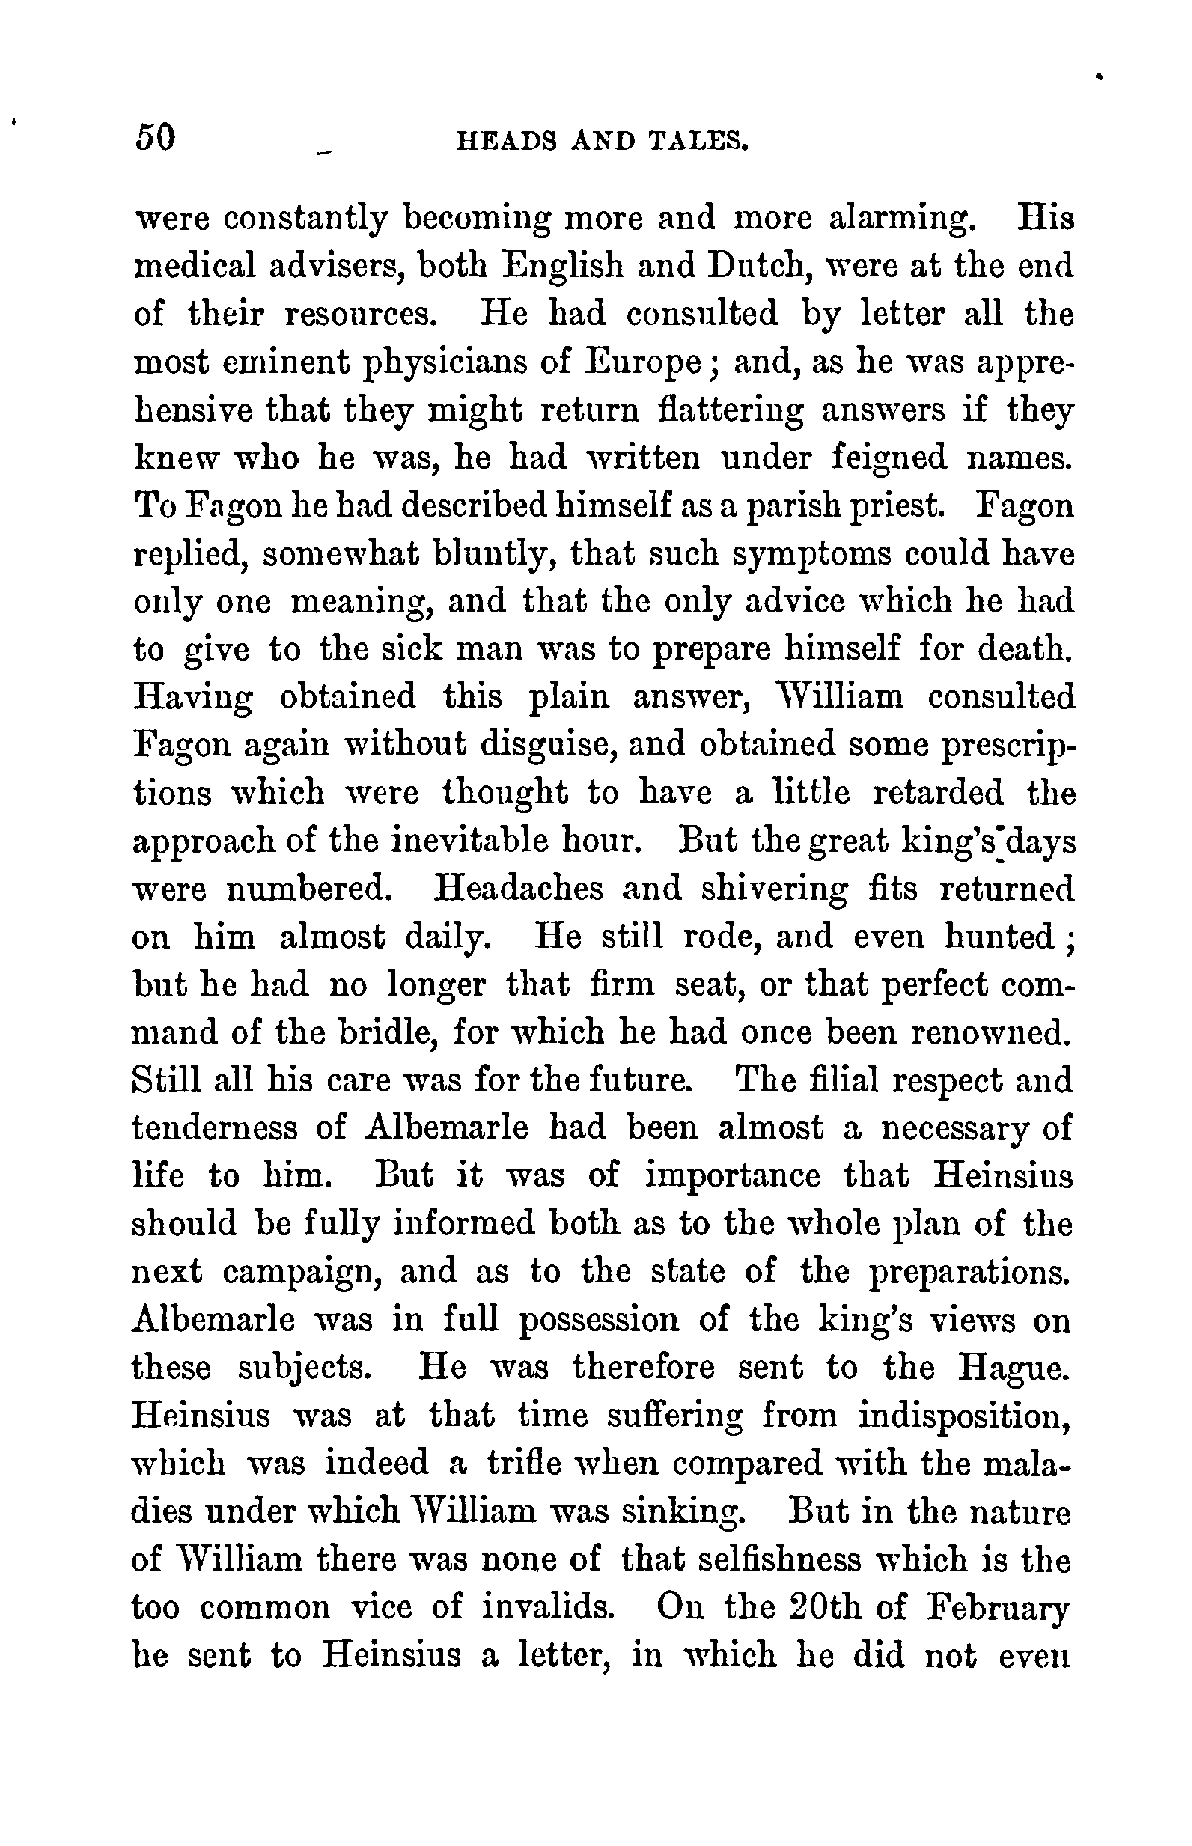 50 HEADS AND TALES.
were constantly becoming more and more alarming. His
medical advisers, both English and Dutch, were at the end
of their resources. He had consulted by letter all the
most eminent physicians of Europe; and, as he was appre-
hensive that they might return flattering answers if they
knew who he was, he had written under feigned names.
To Fagon he had described himself as a parish priest. Fagon
replied, somewhat bluntly, that such symptoms could have
only one meaning, and that the only advice which he had
to give to the sick man was to prepare himself for death.
Having obtained this plain answer, William consulted
Fagon again without disguise, and obtained some prescrip-
tions which were thought to have a little retarded the
approach of the inevitable hour. But the great king's days
were numbered. Headaches and shivering fits returned
on him almost daily. He still rode, and even hunted;
but he had no longer that firm seat, or that perfect com-
mand of the bridle, for which he had once been renowned.
Still all his care was for the future. The filial respect and
tenderness of Albemarle had been almost a necessary of
life to him. But it was of importance that Heinsius
should be fully informed both as to the whole plan of the
next campaign, and as to the state of the preparations.
Albemarle was in full possession of the king's views on
these subjects. He was therefore sent to the Hague.
Heinsius was at that time suffering from indisposition,
which was indeed a trifle when compared with the mala-
dies under which William was sinking. But in the nature
of William there was none of that selfishness which is the
too common vice of invalids. On the 20th of February
he sent to Heinsius a letter, in which he did not even